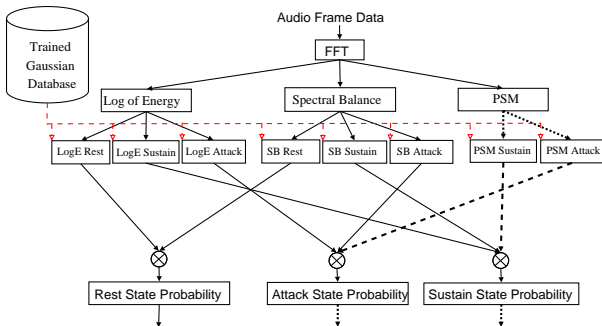 Audio Frame Data
Trained
Gaussian
Database
FFT
Log of Energy
Spectral Balance
PSM
LogE Rest
LogE Sustain
LogE Attack
SB Rest
SB Sustain
SB Attack
PSM Sustain
PSM Attack
Rest State Probability
Attack State Probability
Sustain State Probability